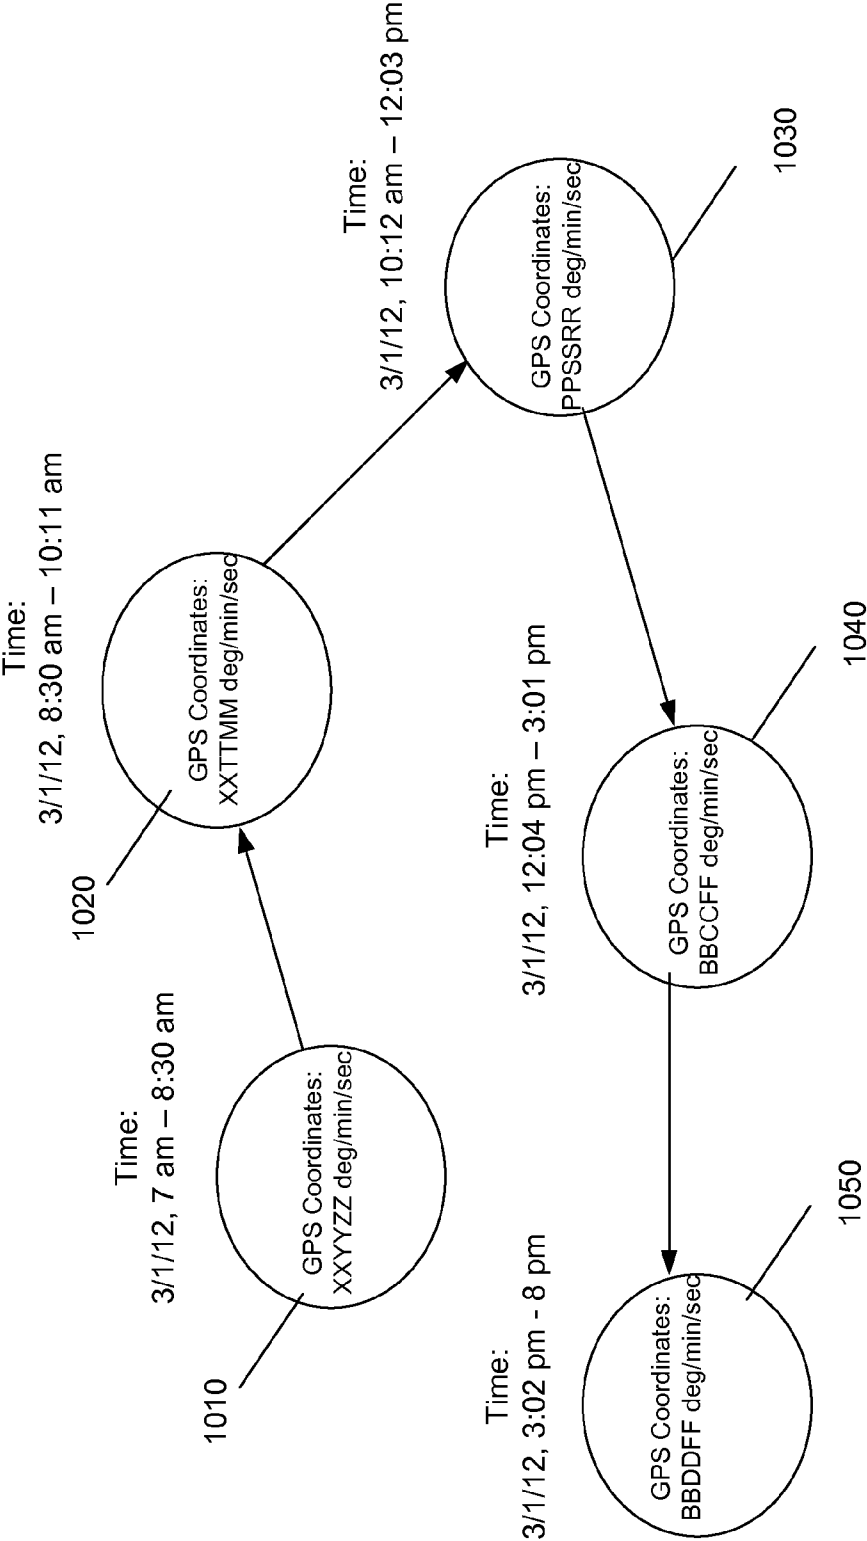 Time:
3/1/12, 7 am – 8:30 am
GPS Coordinates:
XXYYZZ deg/min/sec
1010
Time:
3/1/12, 8:30 am – 10:11 am
GPS Coordinates:
XXTTMM deg/min/sec
1020
Time:
3/1/12, 10:12 am – 12:03 pm
GPS Coordinates:
PPSSRR deg/min/sec
1030
Time:
3/1/12, 12:04 pm – 3:01 pm
GPS Coordinates:
BBCCFF deg/min/sec
1040
Time:
3/1/12, 3:02 pm - 8 pm
GPS Coordinates:
BBDDFF deg/min/sec
1050